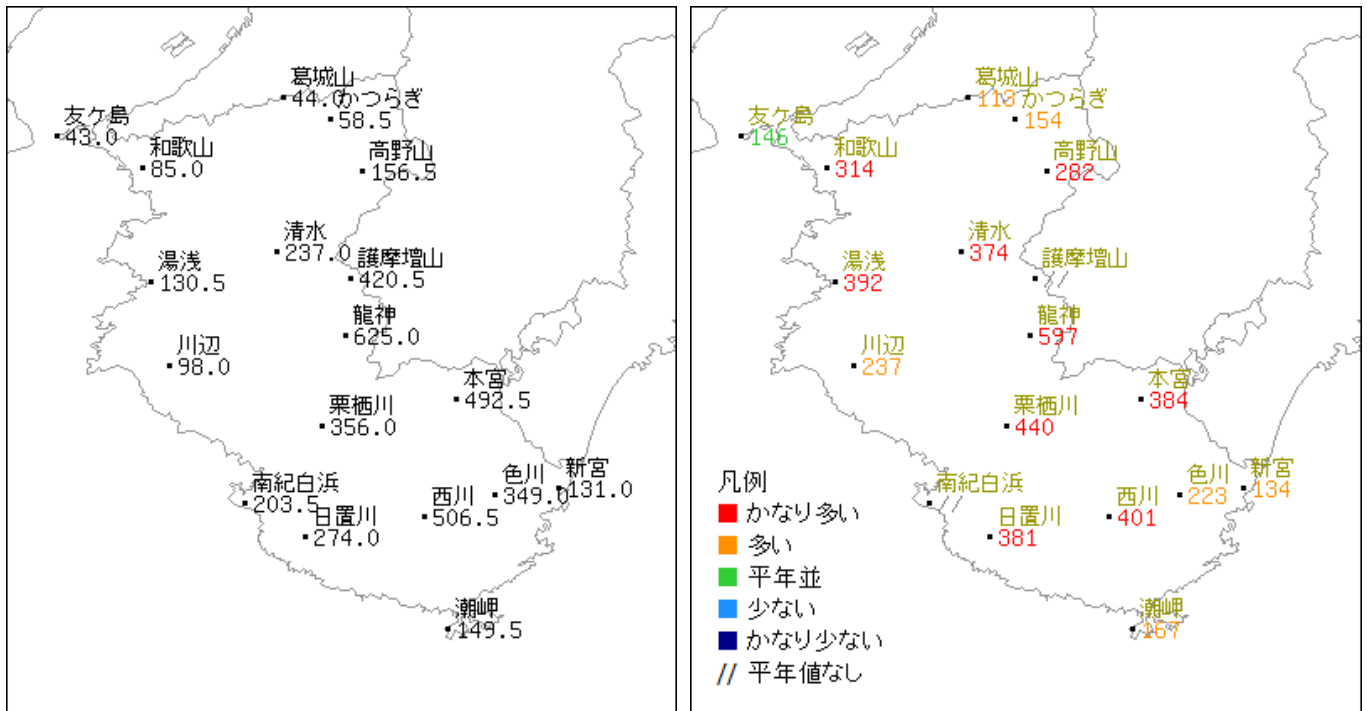 葛城山
44.0
かつらぎ
58.5
友ケ島
43.0
和歌山
85.0
高野山
156.5
清水
237.0
湯浅
130.5
護摩壇山
420.5
龍神
625.0
川辺
98.0
本宮
492.5
栗栖川
356.0
南紀白浜
203.5
日置川
274.0
西川
506.5
色川
349.0
新宮
131.0
潮岬
149.5
葛城山
113
かつらぎ
154
友ケ島
146
和歌山
314
高野山
282
清水
374
湯浅
392
護摩壇山
//
龍神
597
川辺
237
本宮
384
栗栖川
440
南紀白浜
//
日置川
381
西川
401
色川
223
新宮
134
潮岬
167
凡例
かなり多い
多い
平年並
少ない
かなり少ない
// 平年値なし